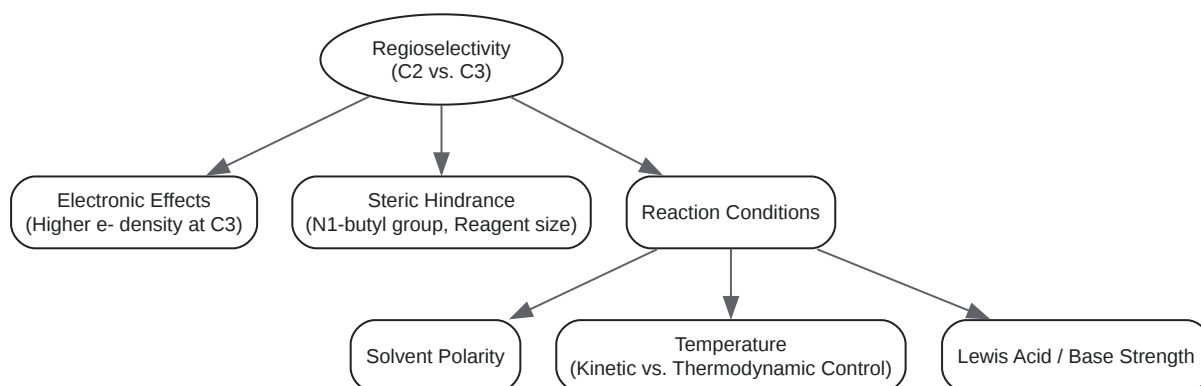 Regioselectivity
(C2 vs. C3)
Electronic Effects
(Higher e- density at C3)
Steric Hindrance
(N1-butyl group, Reagent size)
Reaction Conditions
Solvent Polarity
Temperature
(Kinetic vs. Thermodynamic Control)
Lewis Acid / Base Strength